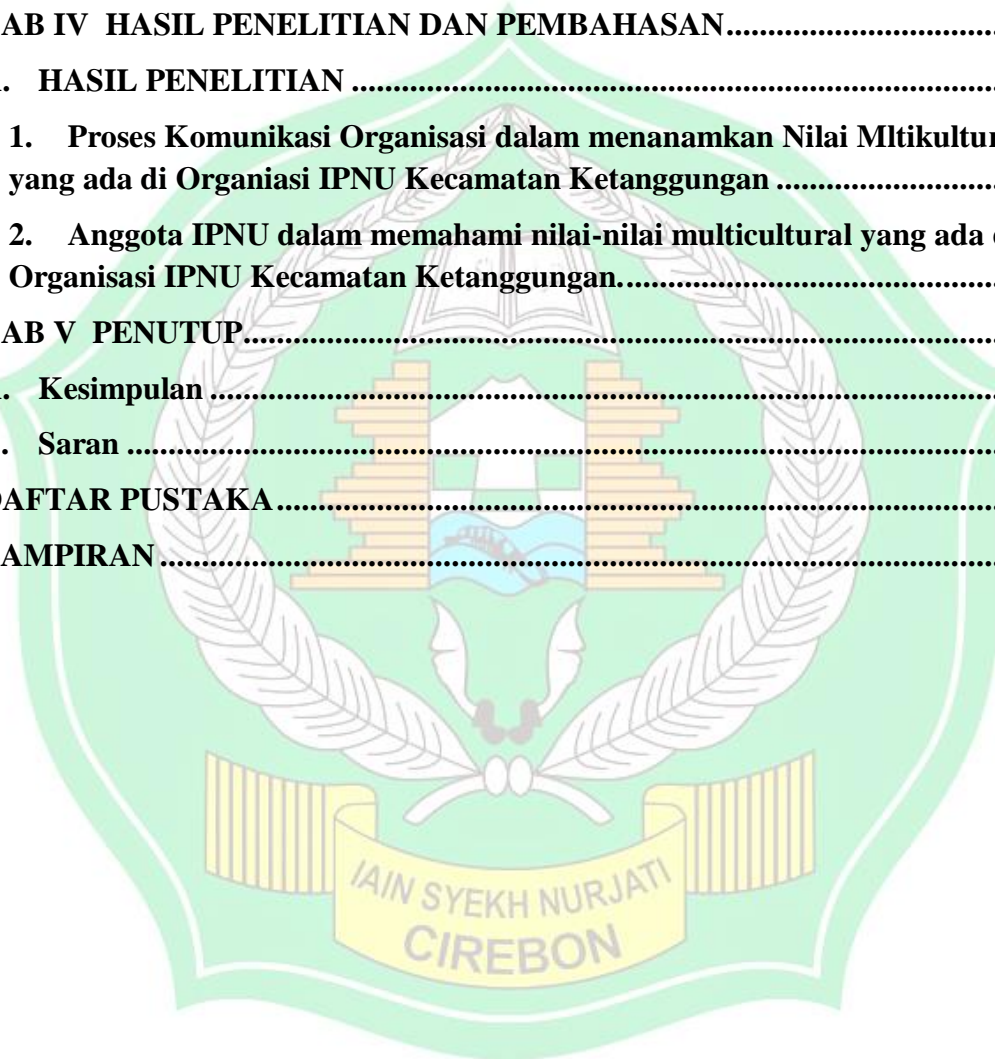 AB IV HASIL PENELITIAN DAN PEMBAHASAN
. HASIL PENELITIAN
1. Proses Komunikasi Organisasi dalam menanamkan Nilai Mltikultur
yang ada di Organiasi IPNU Kecamatan Ketanggungan
2. Anggota IPNU dalam memahami nilai-nilai multicultural yang ada
Organisasi IPNU Kecamatan Ketanggungan.
AB V PENUTUP
. Kesimpulan
. Saran
DAFTAR PUSTAKA
AMPIRAN
IAIN SYEKH NURJATI
CIREBON